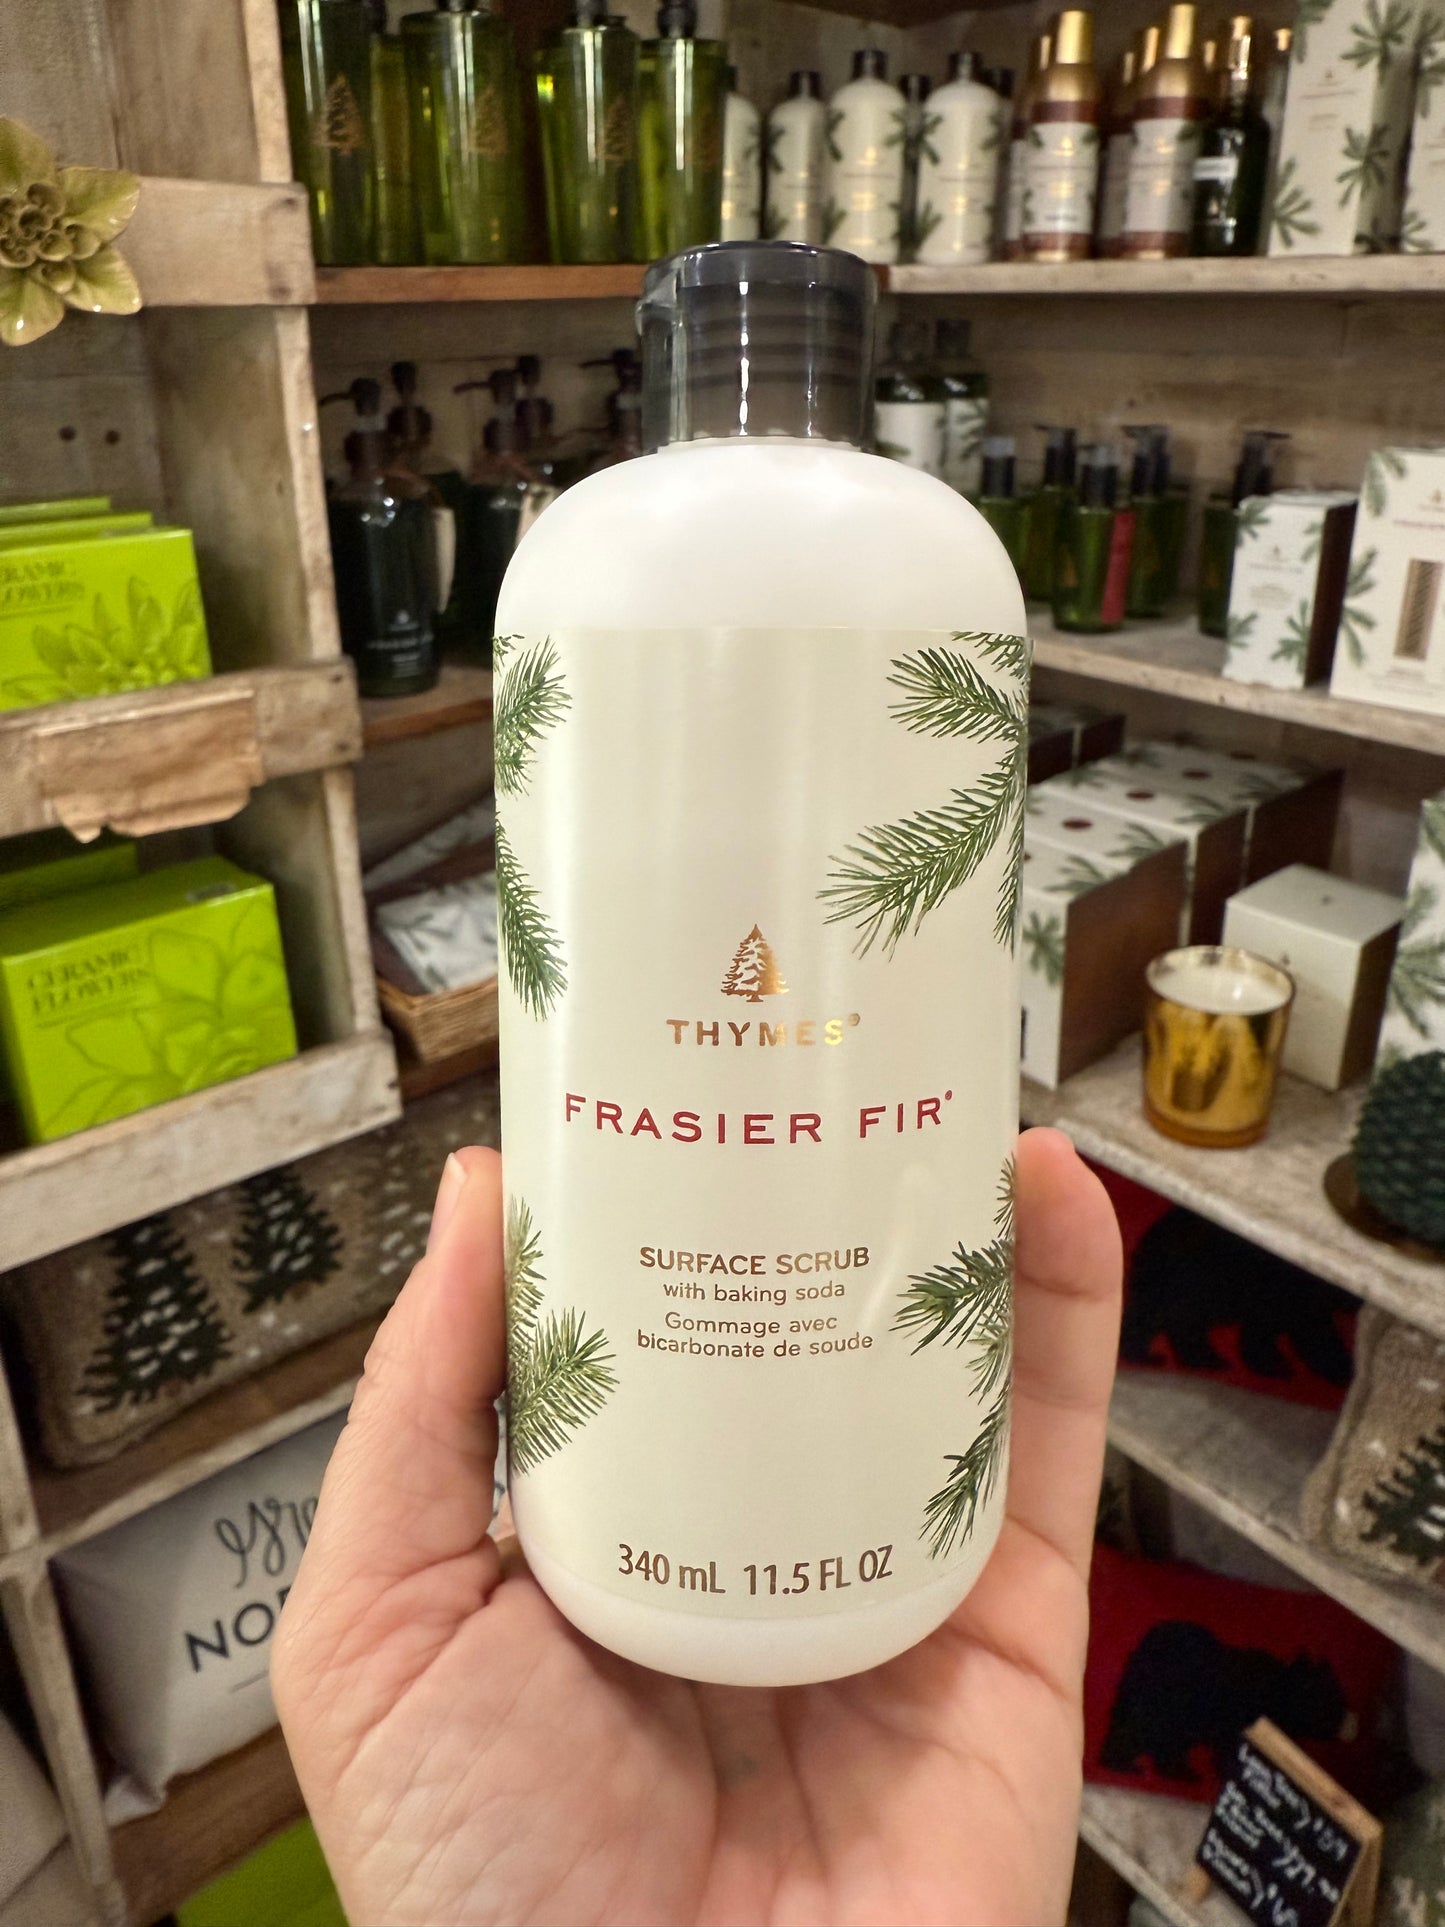 THYMES®
FRASIER FIR®
SURFACE SCRUB
with baking soda
Gommage avec
bicarbonate de soude
340 mL 11.5 FL OZ
CERAMIC
FLOWERS